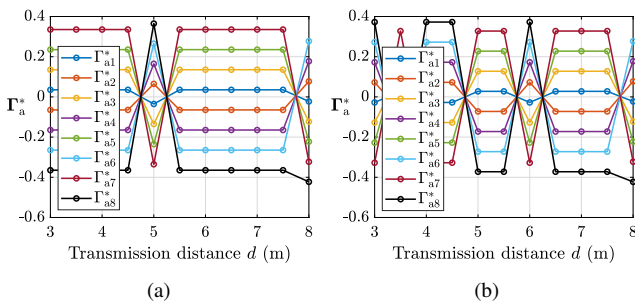 0.4 0.4
0.2 0.2
0 0
-0.2 -0.2
-0.4 -0.4
-0.6 -0.6
Γ*a Γ*a
Γ*a1 Γ*a1
Γ*a2 Γ*a2
Γ*a3 Γ*a3
Γ*a4 Γ*a4
Γ*a5 Γ*a5
Γ*a6 Γ*a6
Γ*a7 Γ*a7
Γ*a8 Γ*a8
3 4 5 6 7 8 3 4 5 6 7 8
Transmission distance d (m) Transmission distance d (m)
(a) (b)